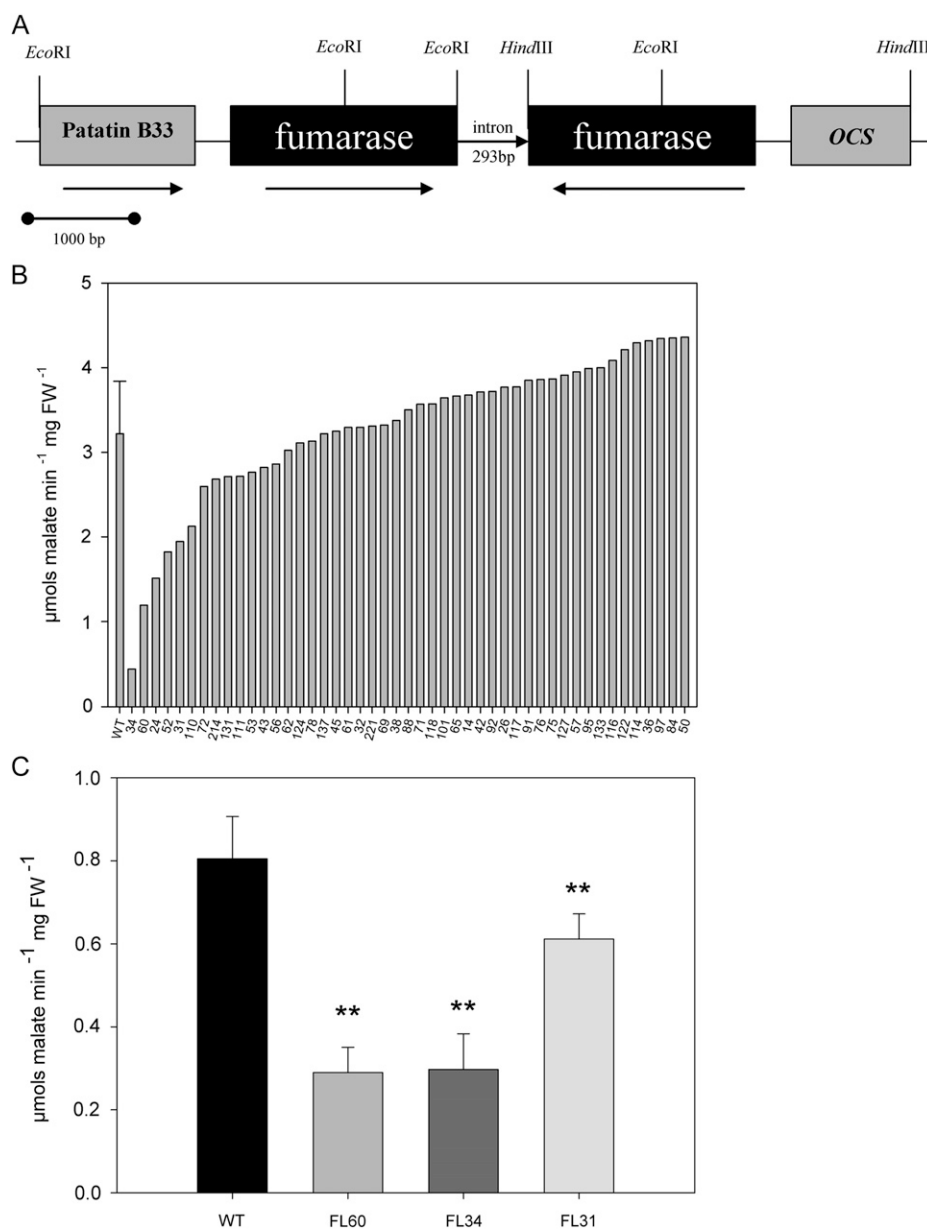 A
EcoRI EcoRI EcoRI HindIII EcoRI HindIII
Patatin B33 fumarase intron fumarase OCS
293bp
1000 bp
B
µmols malate min -1 mg FW -1
5
4
3
2
1
0
WT 34 60 24 52 31 110 72 214 131 111 53 43 56 62 124 78 137 45 61 32 221 69 38 88 71 118 101 65 14 42 92 26 117 91 76 75 127 57 95 133 116 122 114 36 97 84 50
C
µmols malate min -1 mg FW -1
1.0
0.8
0.6
0.4
0.2
0.0
** ** **
WT FL60 FL34 FL31